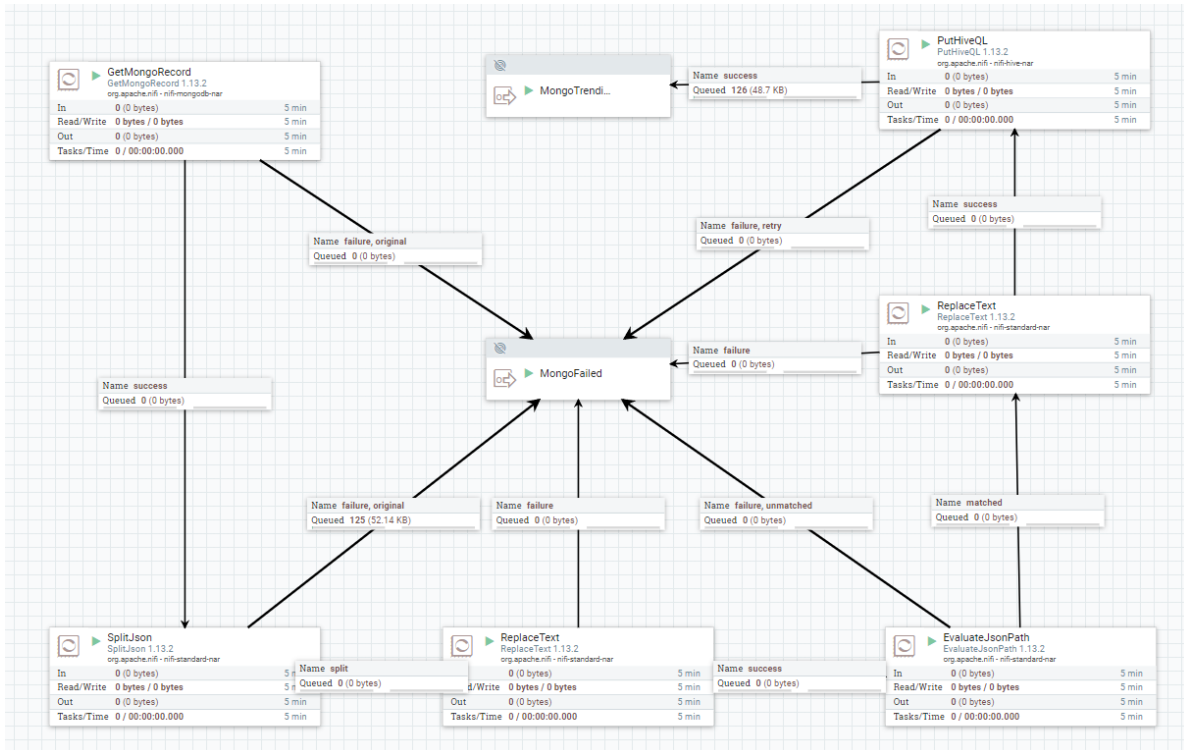 GetMongoRecord
GetMongoRecord 1.13.2
org.apache.nifi - nifi-mongodb-nar
In 0 (0 bytes) 5 min
Read/Write 0 bytes / 0 bytes 5 min
Out 0 (0 bytes) 5 min
Tasks/Time 0 / 00:00:00.000 5 min
MongoTrendi...
Name success
Queued 126 (48.7 KB)
PutHiveQL
PutHiveQL 1.13.2
org.apache.nifi - nifi-hive-nar
In 0 (0 bytes) 5 min
Read/Write 0 bytes / 0 bytes 5 min
Out 0 (0 bytes) 5 min
Tasks/Time 0 / 00:00:00.000 5 min
Name failure, original
Queued 0 (0 bytes)
Name failure, retry
Queued 0 (0 bytes)
Name success
Queued 0 (0 bytes)
MongoFailed
Name failure
Queued 0 (0 bytes)
ReplaceText
ReplaceText 1.13.2
org.apache.nifi - nifi-standard-nar
In 0 (0 bytes) 5 min
Read/Write 0 bytes / 0 bytes 5 min
Out 0 (0 bytes) 5 min
Tasks/Time 0 / 00:00:00.000 5 min
Name success
Queued 0 (0 bytes)
Name failure, original
Queued 125 (52.14 KB)
Name failure
Queued 0 (0 bytes)
Name failure, unmatched
Queued 0 (0 bytes)
Name matched
Queued 0 (0 bytes)
SplitJson
SplitJson 1.13.2
org.apache.nifi - nifi-standard-nar
In 0 (0 bytes) 5 m
Read/Write 0 bytes / 0 bytes 5 m
Out 0 (0 bytes) 5 min
Tasks/Time 0 / 00:00:00.000 5 min
Name split
Queued 0 (0 bytes)
ReplaceText
ReplaceText 1.13.2
org.apache.nifi - nifi-standard-nar
0 (0 bytes) 5 min
d/Write 0 bytes / 0 bytes 5 min
Out 0 (0 bytes) 5 min
Tasks/Time 0 / 00:00:00.000 5 min
Name success
Queued 0 (0 bytes)
EvaluateJsonPath
EvaluateJsonPath 1.13.2
org.apache.nifi - nifi-standard-nar
In 0 (0 bytes) 5 min
Read/Write 0 bytes / 0 bytes 5 min
Out 0 (0 bytes) 5 min
Tasks/Time 0 / 00:00:00.000 5 min